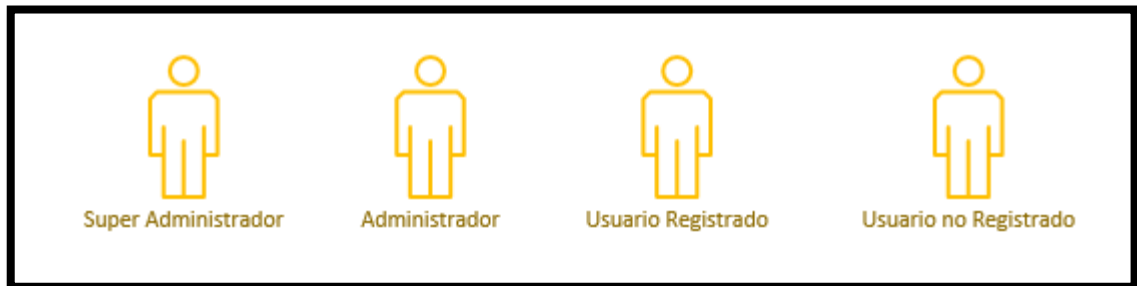 Super Administrador
Administrador
Usuario Registrado
Usuario no Registrado